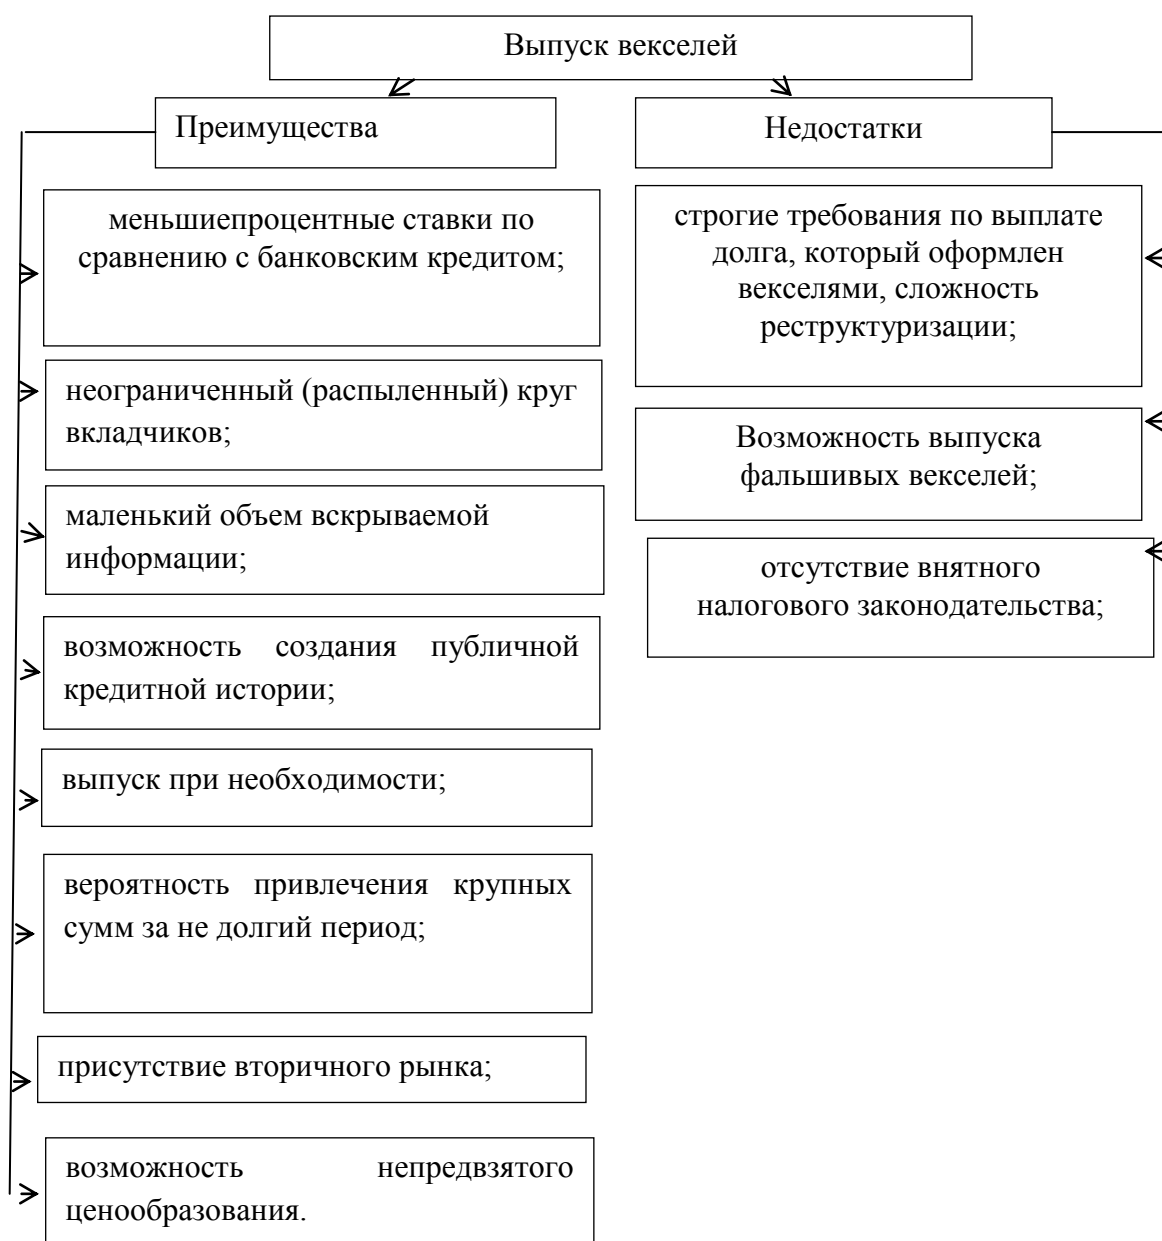 Выпуск векселей
Преимущества
Недостатки
меньшиепроцентные ставки по
сравнению с банковским кредитом;
неограниченный (распыленный) круг
вкладчиков;
маленький объем вскрываемой
информации;
возможность создания публичной
кредитной истории;
выпуск при необходимости;
вероятность привлечения крупных
сумм за не долгий период;
присутствие вторичного рынка;
возможность непредвзятого
ценообразования.
строгие требования по выплате
долга, который оформлен
векселями, сложность
реструктуризации;
Возможность выпуска
фальшивых векселей;
отсутствие внятного
налогового законодательства;